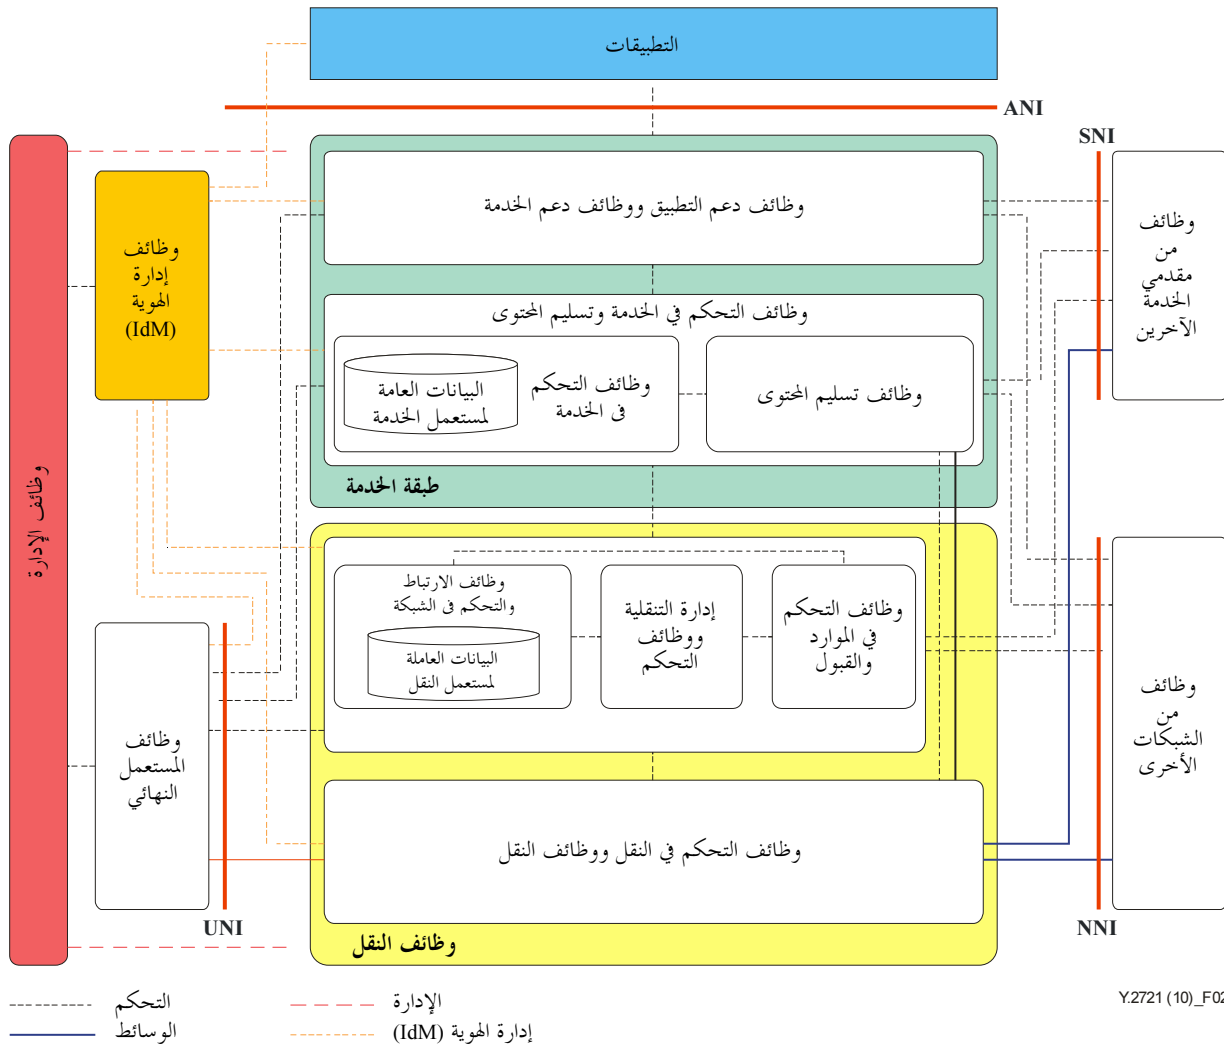 التطبيقات
ANI
SNI
وظائف دعم التطبيق ووظائف دعم الخدمة
وظائف
من
مقدمي
الخدمة
الآخرين
وظائف
إدارة
الهوية
(IdM)
وظائف التحكم في الخدمة وتسليم المحتوى
وظائف التحكم
في الخدمة
البيانات العامة
لمستعمل الخدمة
وظائف تسليم المحتوى
طبقة الخدمة
وظائف الإدارة
وظائف الارتباط
والتحكم في الشبكة
البيانات العاملة
لمستعمل النقل
إدارة التنقلية
ووظائف
التحكم
وظائف التحكم
في الموارد
والقبول
وظائف
من
الشبكات
الأخرى
وظائف
المستعمل
النهائي
وظائف التحكم في النقل ووظائف النقل
UNI
NNI
وظائف النقل
التحكم
الإدارة
الوسائط
إدارة الهوية (IdM)
Y.2721 (10)_F02